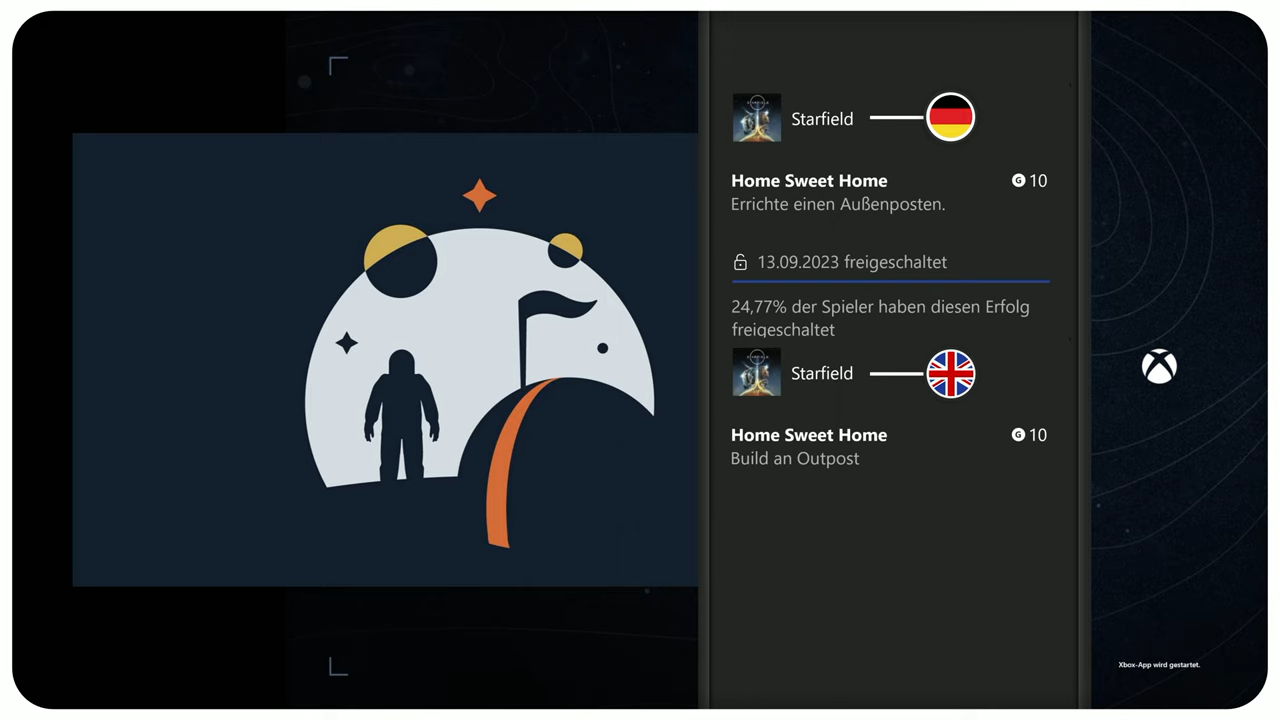 Starfield
Home Sweet Home
G 10
Errichte einen Außenposten.
13.09.2023 freigeschaltet
24,77% der Spieler haben diesen Erfolg
freigeschaltet
Starfield
Home Sweet Home
G 10
Build an Outpost
Xbox-App wird gestartet.